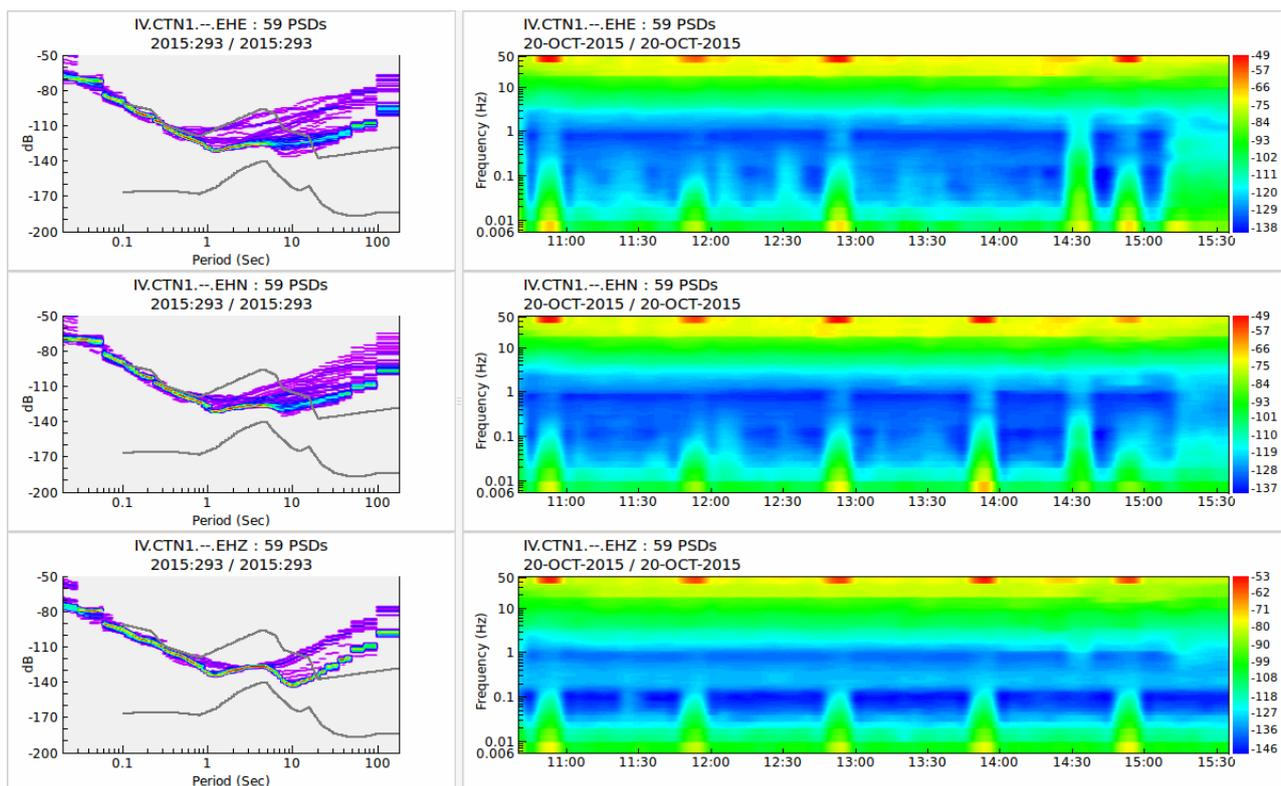 IV.CTN1.--.EHE : 59 PSDs
2015:293 / 2015:293
-50
-80
-110
-140
-170
-200
dB
0.1 1 10 100
Period (Sec)
IV.CTN1.--.EHE : 59 PSDs
20-OCT-2015 / 20-OCT-2015
50
10
1
0.1
0.01
0.006
Frequency (Hz)
11:00 11:30 12:00 12:30 13:00 13:30 14:00 14:30 15:00 15:30
-49
-57
-66
-75
-84
-93
-102
-111
-120
-129
-138
IV.CTN1.--.EHN : 59 PSDs
2015:293 / 2015:293
-50
-80
-110
-140
-170
-200
dB
0.1 1 10 100
Period (Sec)
IV.CTN1.--.EHN : 59 PSDs
20-OCT-2015 / 20-OCT-2015
50
10
1
0.1
0.01
0.006
Frequency (Hz)
11:00 11:30 12:00 12:30 13:00 13:30 14:00 14:30 15:00 15:30
-49
-57
-66
-75
-84
-93
-101
-110
-119
-128
-137
IV.CTN1.--.EHZ : 59 PSDs
2015:293 / 2015:293
-50
-80
-110
-140
-170
-200
dB
0.1 1 10 100
Period (Sec)
IV.CTN1.--.EHZ : 59 PSDs
20-OCT-2015 / 20-OCT-2015
50
10
1
0.1
0.01
0.006
Frequency (Hz)
11:00 11:30 12:00 12:30 13:00 13:30 14:00 14:30 15:00 15:30
-53
-62
-71
-80
-90
-99
-108
-118
-127
-136
-146